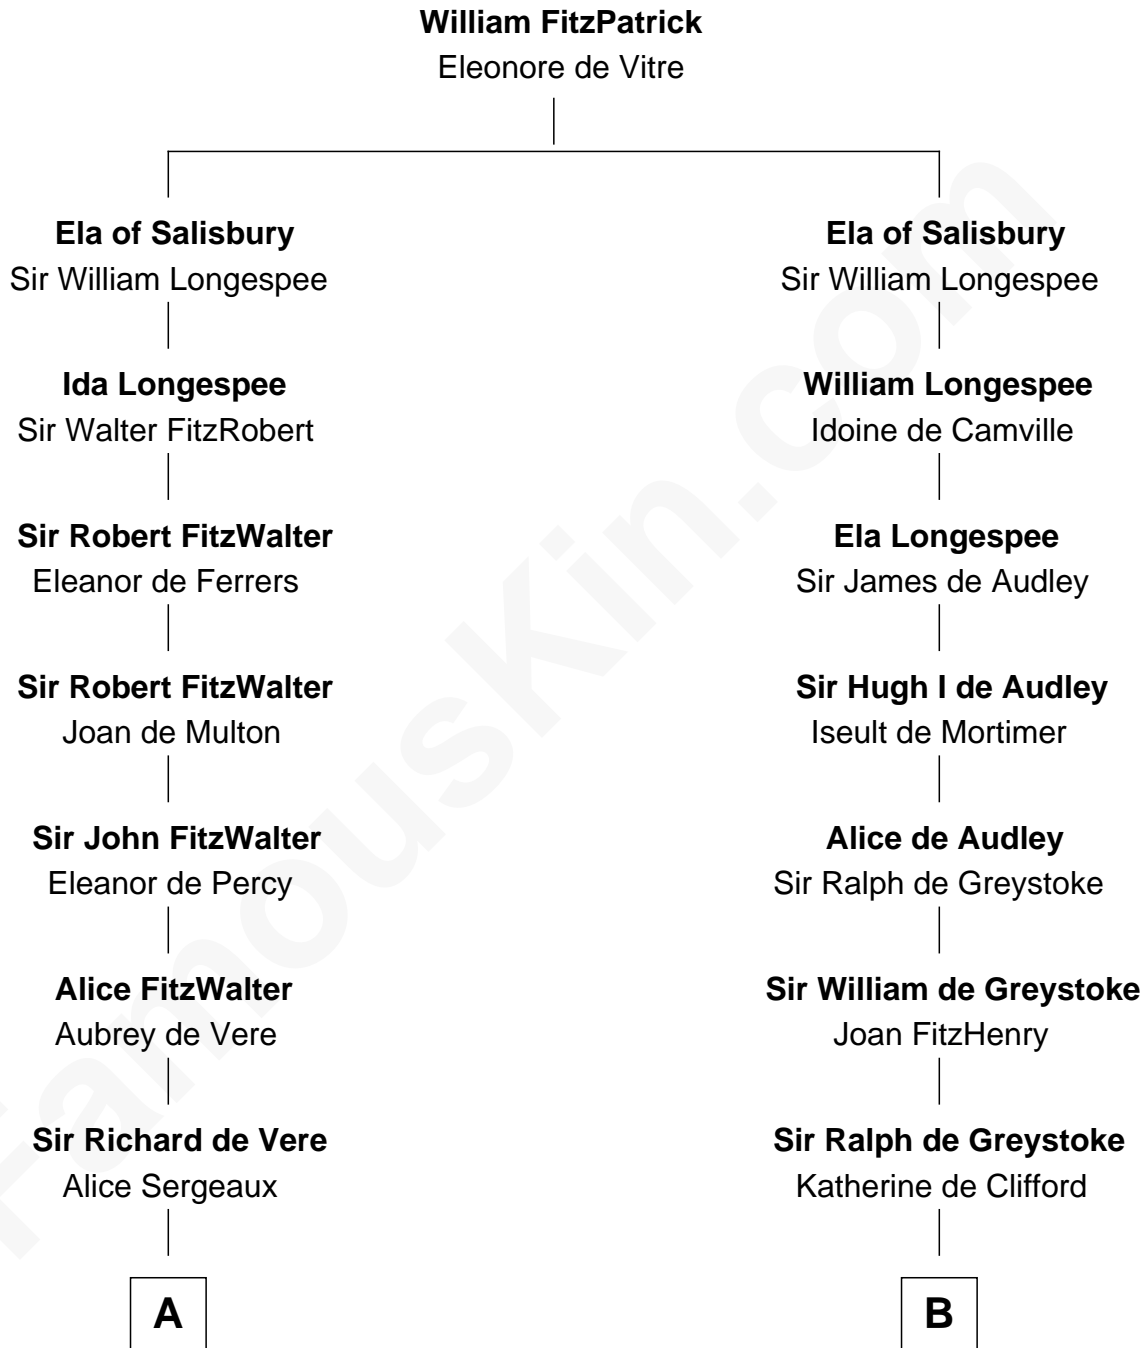 William FitzPatrick
Eleonore de Vitre
Ela of Salisbury
Sir William Longespee
Ela of Salisbury
Sir William Longespee
Ida Longespee
Sir Walter FitzRobert
William Longespee
Idoine de Camville
Sir Robert FitzWalter
Eleanor de Ferrers
Ela Longespee
Sir James de Audley
Sir Robert FitzWalter
Joan de Multon
Sir Hugh I de Audley
Iseult de Mortimer
Sir John FitzWalter
Eleanor de Percy
Alice de Audley
Sir Ralph de Greystoke
Alice FitzWalter
Aubrey de Vere
Sir William de Greystoke
Joan FitzHenry
Sir Richard de Vere
Alice Sergeaux
Sir Ralph de Greystoke
Katherine de Clifford
A
B
FamousKin.com